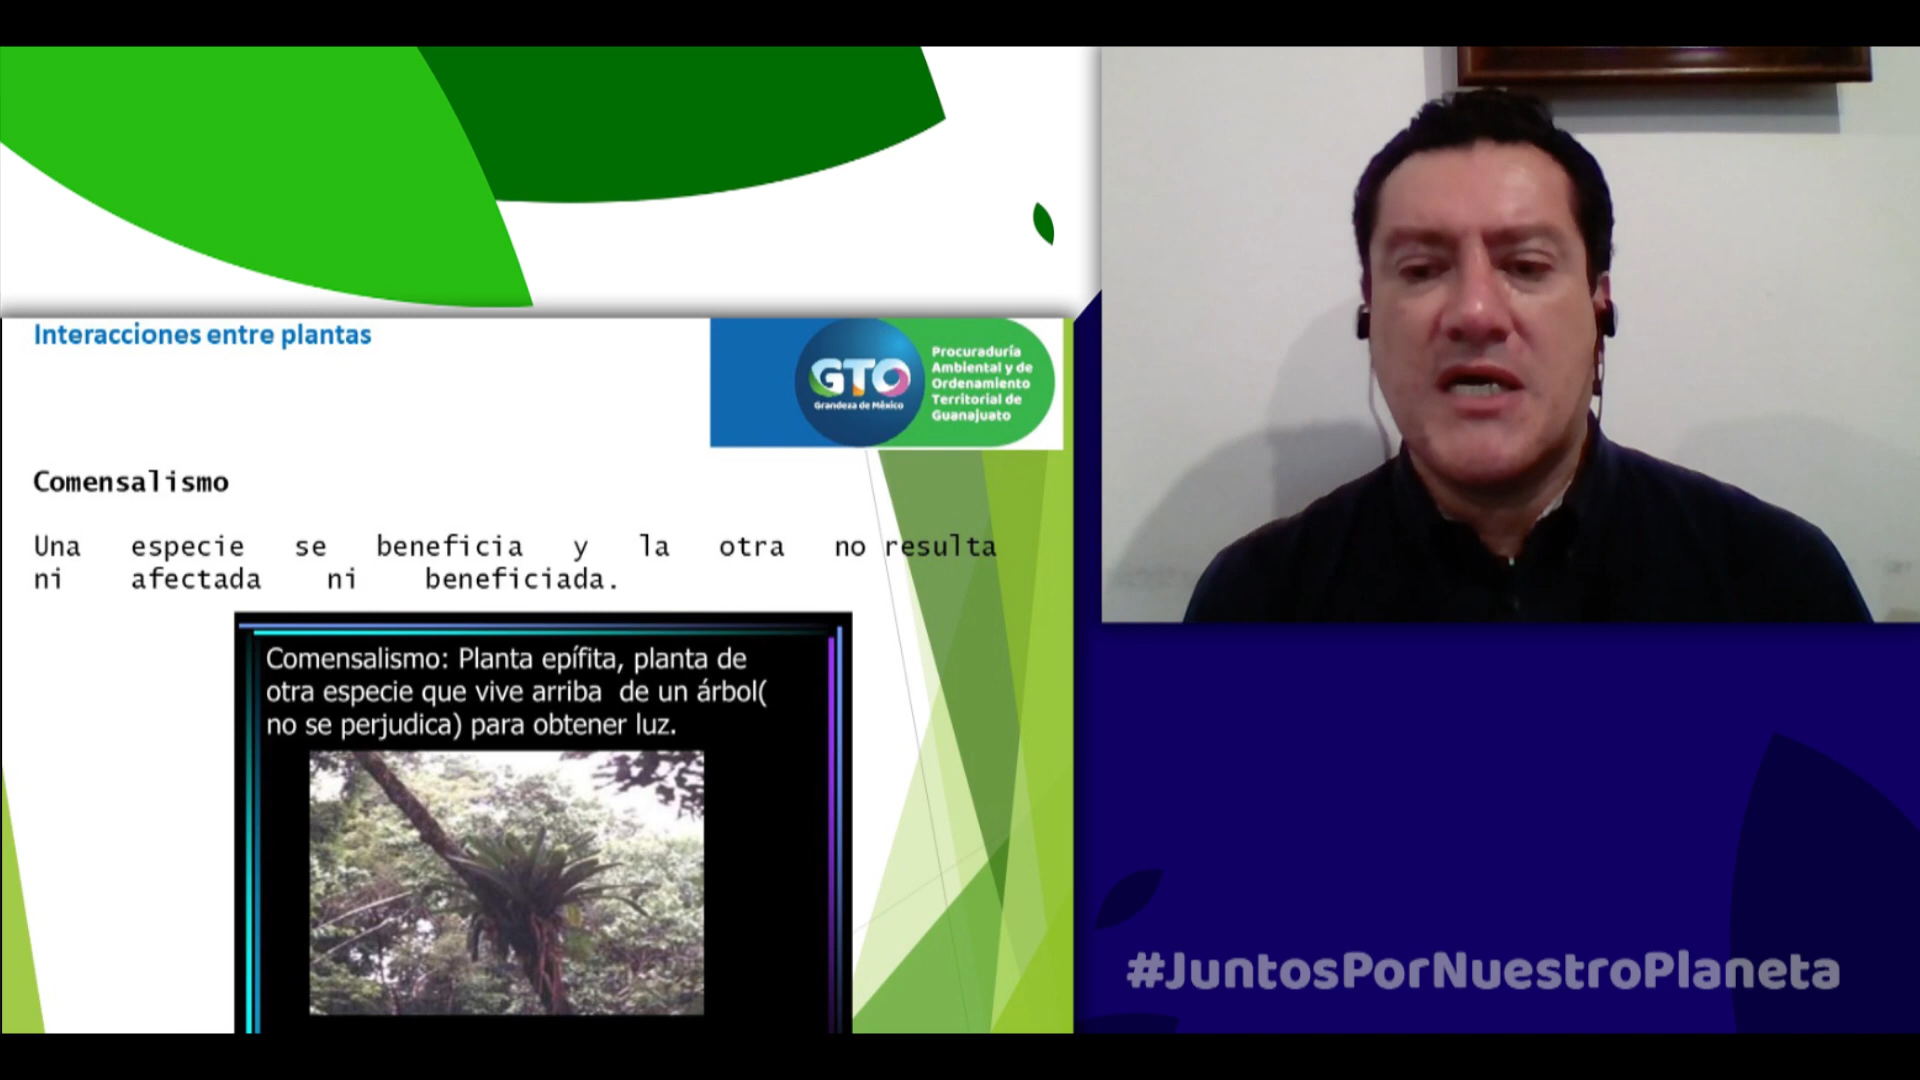 Interacciones entre plantas
GTO
Grandeza de México
Procuraduría
Ambiental y de
Ordenamiento
Territorial de
Guanajuato
Comensalismo
Una especie se beneficia y la otra no resulta
ni afectada ni beneficiada.
Comensalismo: Planta epífita, planta de
otra especie que vive arriba de un árbol(
no se perjudica) para obtener luz.
#JuntosPorNuestroPlaneta